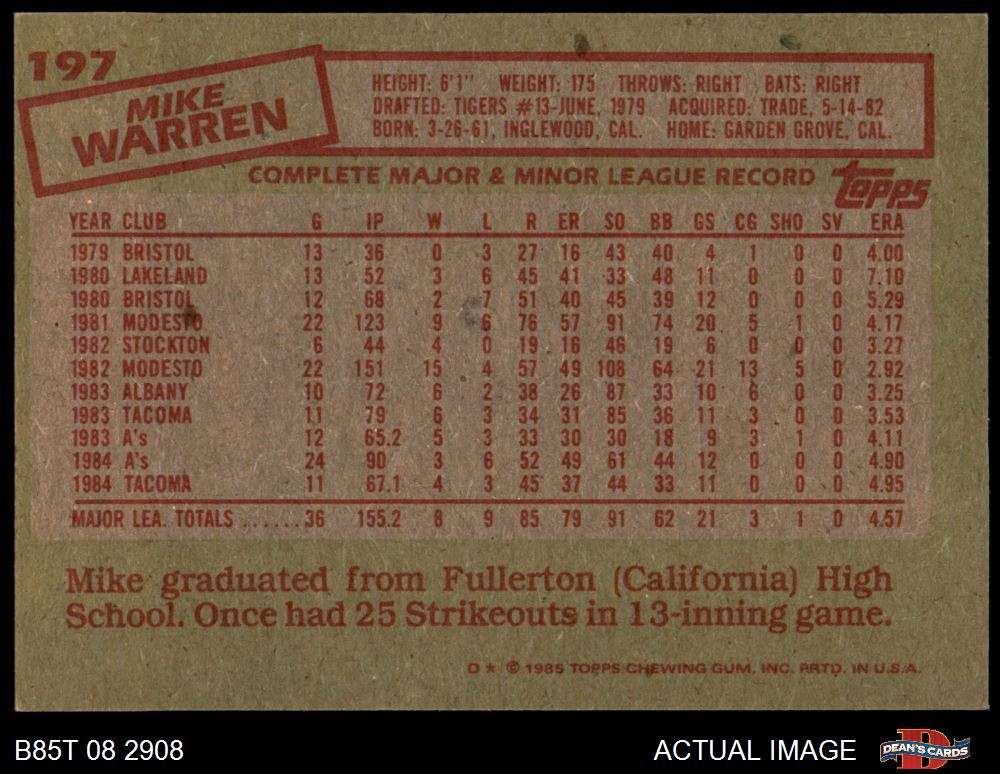 197
MIKE
WARREN
HEIGHT: 6'1" WEIGHT: 175 THROWS: RIGHT BATS: RIGHT
DRAFTED: TIGERS #13-JUNE, 1979 ACQUIRED: TRADE, 5-14-82
BORN: 3-26-61, INGLEWOOD, CAL. HOME: GARDEN GROVE, CAL.
COMPLETE MAJOR & MINOR LEAGUE RECORD topps
YEAR CLUB G IP W L R ER SO BB GS CG SHO SV ERA
1979 BRISTOL 13 36 0 3 27 16 43 40 4 1 0 0 4.00
1980 LAKELAND 13 52 3 6 45 41 33 48 11 0 0 0 7.10
1980 BRISTOL 12 68 2 7 51 40 45 39 12 0 0 0 5.29
1981 MODESTO 22 123 9 6 76 57 91 74 20 5 1 0 4.17
1982 STOCKTON 6 44 4 0 19 16 46 19 6 0 0 0 3.27
1982 MODESTO 22 151 15 4 57 49 108 64 21 13 5 0 2.92
1983 ALBANY 10 72 6 2 38 26 87 33 10 6 0 0 3.25
1983 TACOMA 11 79 6 3 34 31 85 36 11 3 0 0 3.53
1983 A's 12 65.2 5 3 33 30 30 18 9 3 1 0 4.11
1984 A's 24 90 3 6 52 49 61 44 12 0 0 0 4.90
1984 TACOMA 11 67.1 4 3 45 37 44 33 11 0 0 0 4.95
MAJOR LEA. TOTALS ...... 36 155.2 8 9 85 79 91 62 21 3 1 0 4.57
Mike graduated from Fullerton (California) High
School. Once had 25 Strikeouts in 13-inning game.
D * © 1985 TOPPS CHEWING GUM, INC. PRTD. IN U.S.A.
B85T 08 2908 ACTUAL IMAGE DEAN'S CARDS